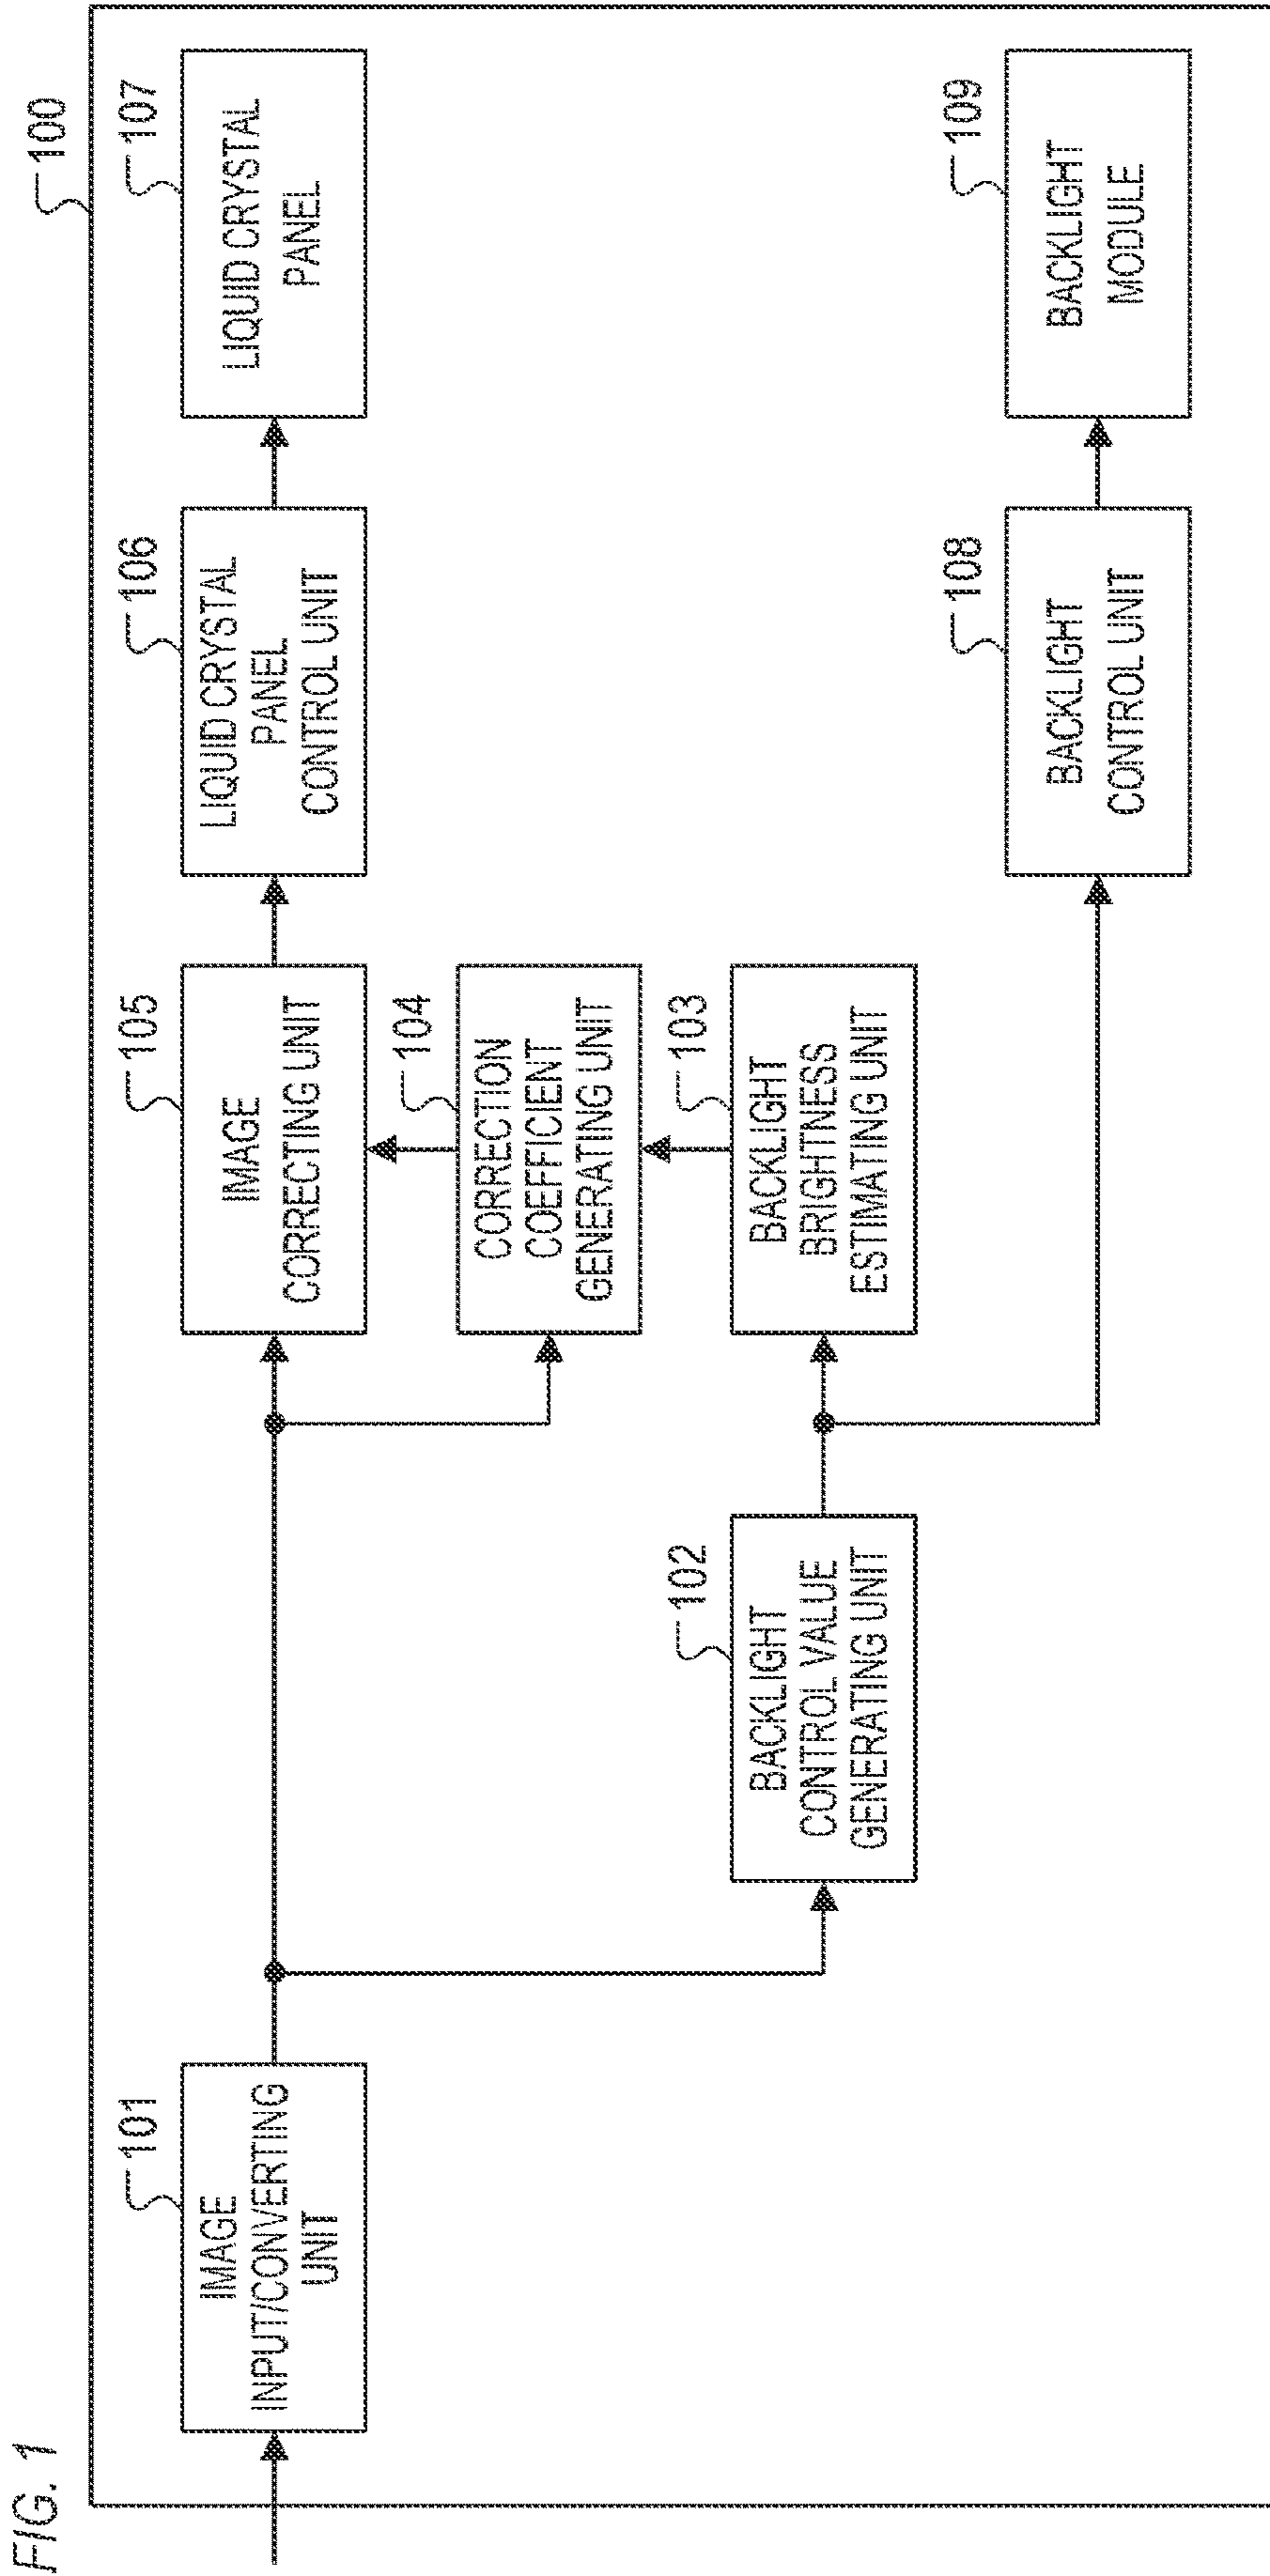 FIG. 1
100
101
IMAGE
INPUT/CONVERTING
UNIT
105
IMAGE
CORRECTING UNIT
106
LIQUID CRYSTAL
PANEL
CONTROL UNIT
107
LIQUID CRYSTAL
PANEL
104
CORRECTION
COEFFICIENT
GENERATING UNIT
102
BACKLIGHT
CONTROL VALUE
GENERATING UNIT
103
BACKLIGHT
BRIGHTNESS
ESTIMATING UNIT
108
BACKLIGHT
CONTROL UNIT
109
BACKLIGHT
MODULE